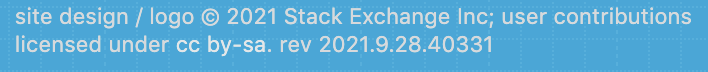 site design / logo © 2021 Stack Exchange Inc; user contributions
licensed under cc by-sa. rev 2021.9.28.40331